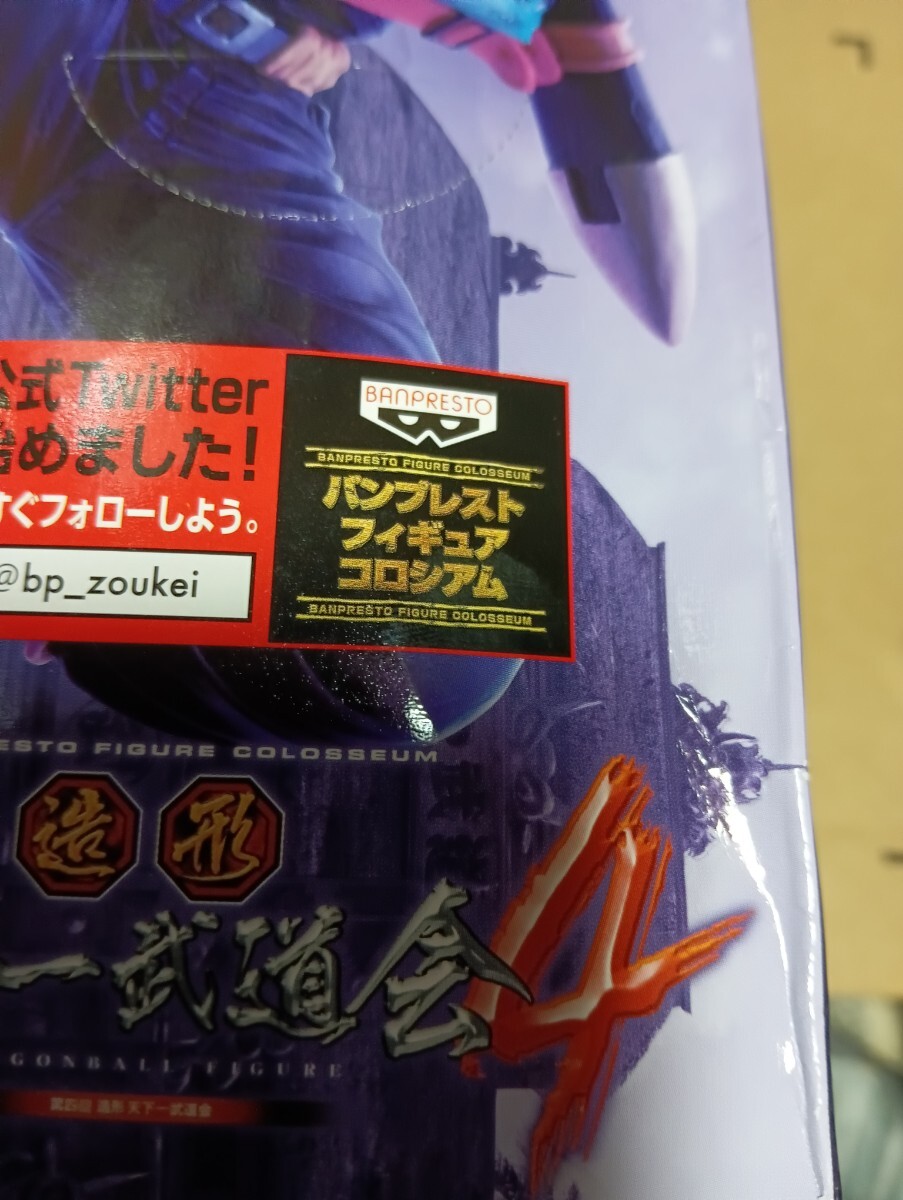 公式Twitter
始めました!
すぐフォローしよう。
@bp_zoukei
BANPRESTO
BANPRESTO FIGURE COLOSSEUM
バンプレスト
フィギュア
コロシアム
BANPRESTO FIGURE COLOSSEUM
ESTO FIGURE COLOSSEUM
造形
一武道会4
GONBALL FIGURE
第四回 造形 天下一武道会